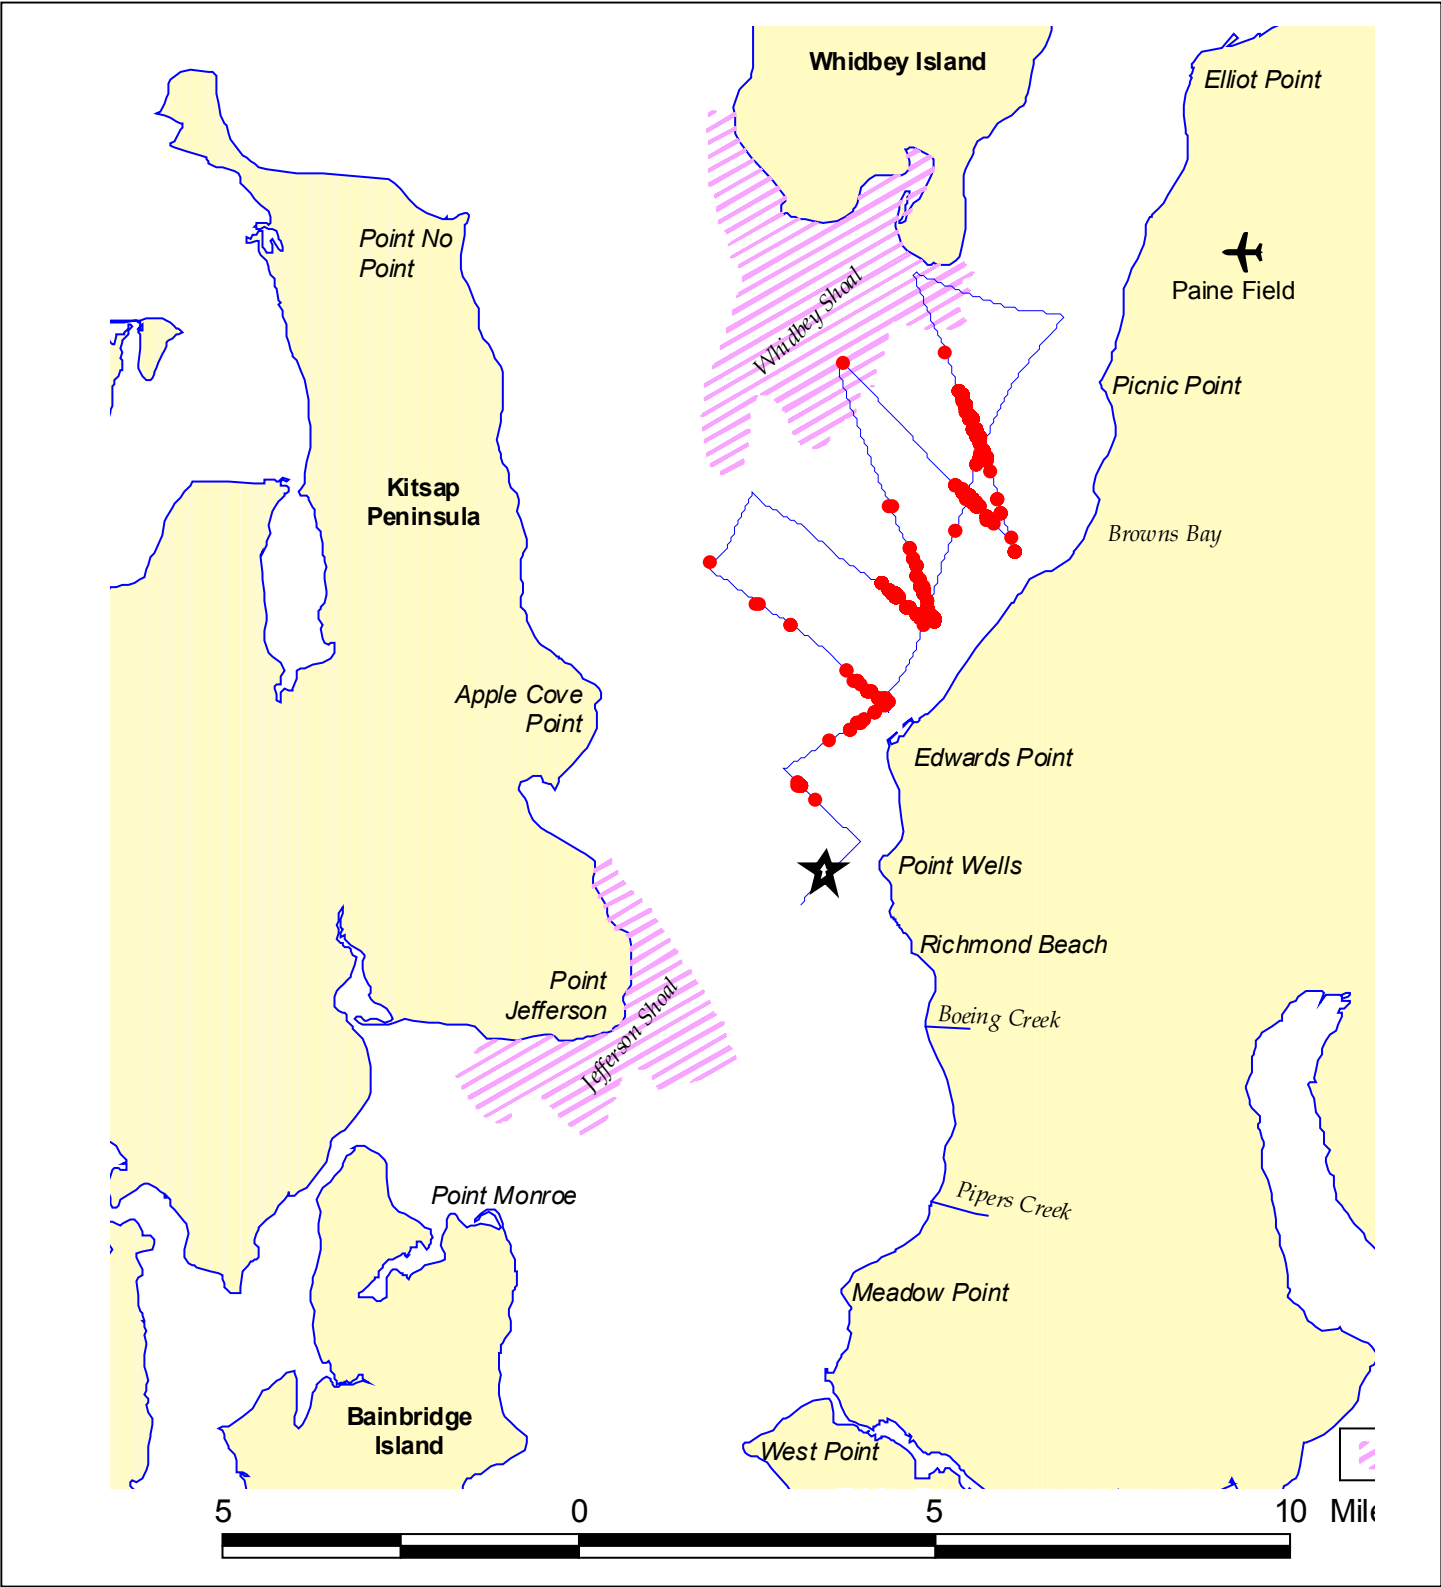 Whidbey Island
Elliot Point
Point No
Point
Paine Field
Whidbey Shoal
Picnic Point
Kitsap
Peninsula
Browns Bay
Apple Cove
Point
Edwards Point
Point Wells
Richmond Beach
Point
Jefferson
Jefferson Shoal
Boeing Creek
Point Monroe
Pipers Creek
Meadow Point
Bainbridge
Island
West Point
5 0 5 10